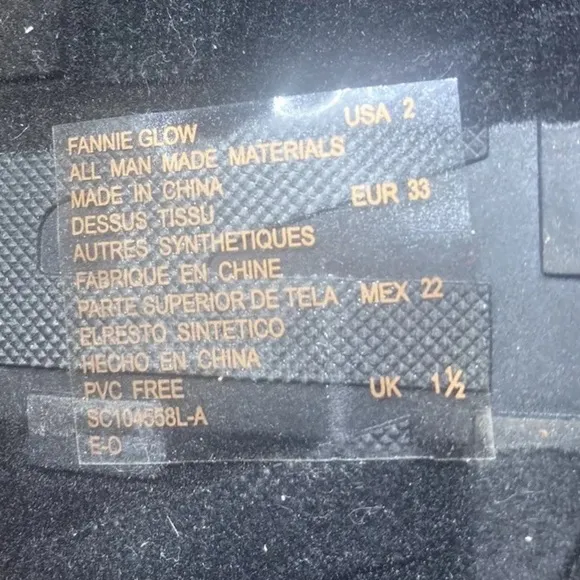 FANNIE GLOW USA 2
ALL MAN MADE MATERIALS
MADE IN CHINA EUR 33
DESSUS TISSU
AUTRES SYNTHETIQUES
FABRIQUE EN CHINE
PARTE SUPERIOR DE TELA MEX 22
ELRESTO SINTETICO
HECHO EN CHINA
PVC FREE UK 1½
SC104558L-A
E-O